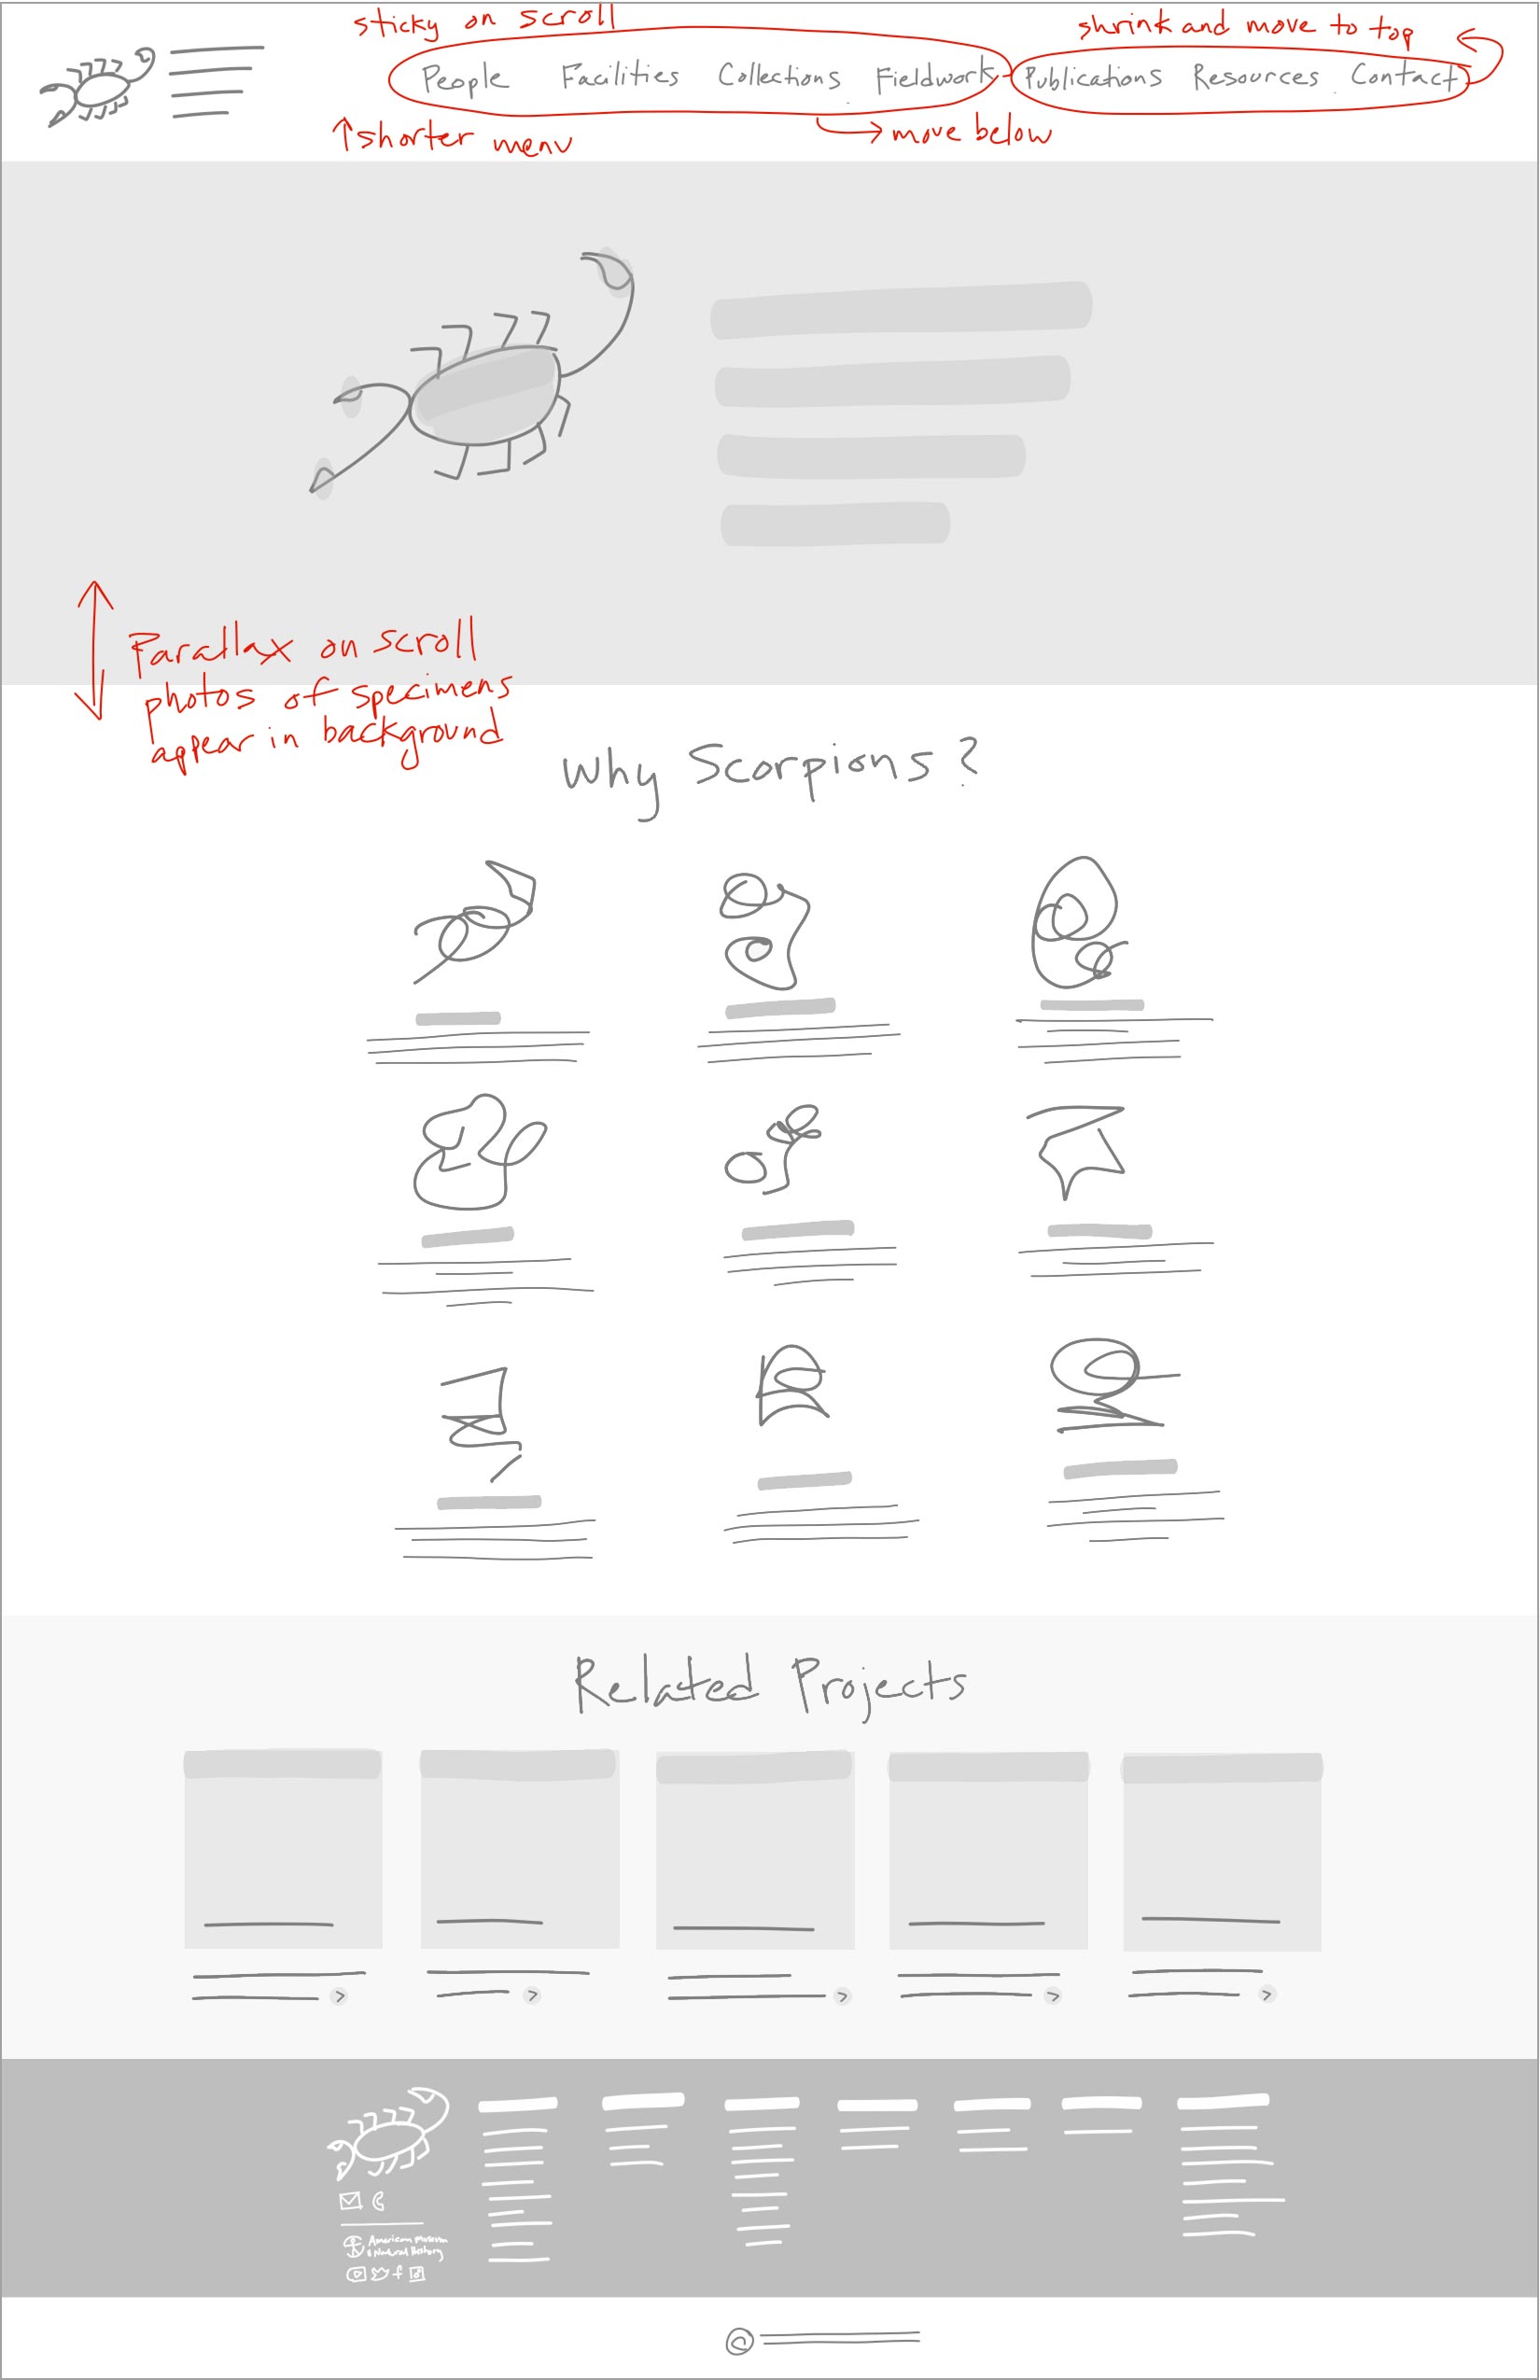 sticky on scroll
shrink and move to top
People Facilities Collections Fieldwork Publications Resources Contact
shorter menu
move below
Parallax on scroll
photos of specimens
appear in background
Why Scorpions?
Related Projects
American Museum
Natural History